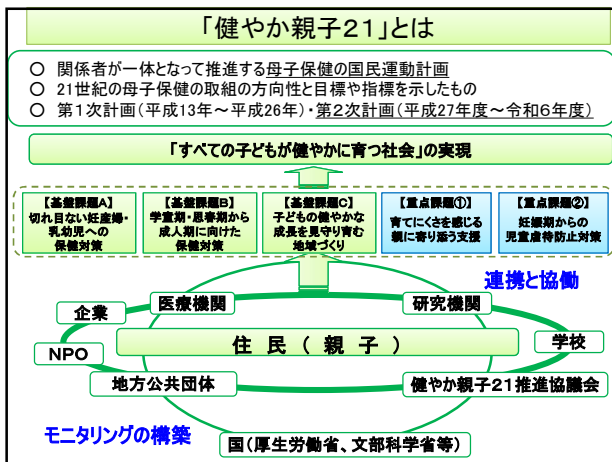 「健やか親子21」とは
○ 関係者が一体となって推進する母子保健の国民運動計画
○ 21世紀の母子保健の取組の方向性と目標や指標を示したもの
○ 第1次計画(平成13年～平成26年)・第2次計画(平成27年度～令和6年度)
「すべての子どもが健やかに育つ社会」の実現
【基盤課題A】
切れ目ない妊産婦・
乳幼児への
保健対策
【基盤課題B】
学童期・思春期から
成人期に向けた
保健対策
【基盤課題C】
子どもの健やかな
成長を見守り育む
地域づくり
【重点課題①】
育てにくさを感じる
親に寄り添う支援
【重点課題②】
妊娠期からの
児童虐待防止対策
連携と協働
医療機関
研究機関
企業
学校
住民(親子)
NPO
地方公共団体
健やか親子21推進協議会
モニタリングの構築
国(厚生労働省、文部科学省等)